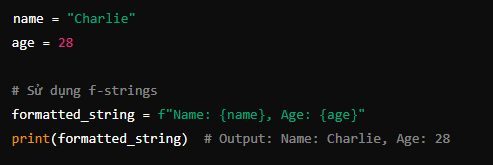 name = "Charlie"
age = 28
# Sử dụng f-strings
formatted_string = f"Name: {name}, Age: {age}"
print(formatted_string)  # Output: Name: Charlie, Age: 28